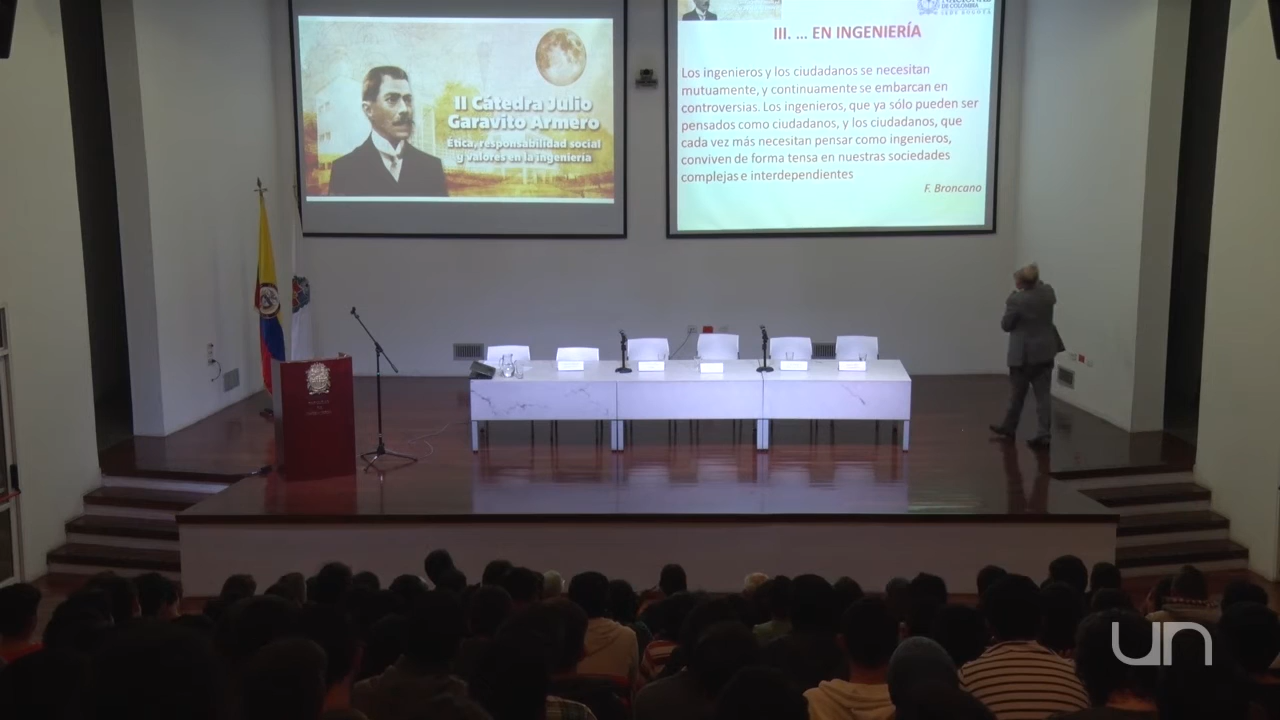 II Cátedra Julio
Garavito Armero
Ética, responsabilidad social
y valores en la ingeniería
DE COLOMBIA
III. ... EN INGENIERÍA
Los ingenieros y los ciudadanos se necesitan
mutuamente, y continuamente se embarcan en
controversias. Los ingenieros, que ya sólo pueden ser
pensados como ciudadanos, y los ciudadanos, que
cada vez más necesitan pensar como ingenieros,
conviven de forma tensa en nuestras sociedades
complejas e interdependientes
F. Broncano
un